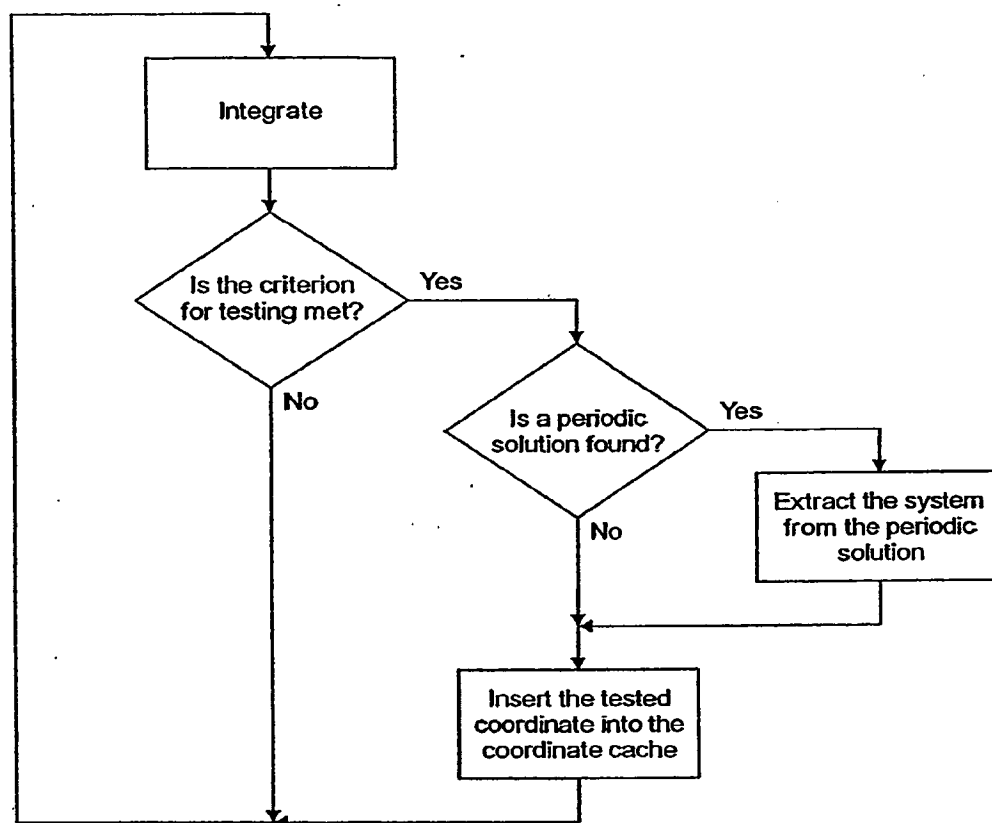 Integrate
Is the criterion
for testing met?
Yes
No
Is a periodic
solution found?
Yes
No
Extract the system
from the periodic
solution
Insert the tested
coordinate into the
coordinate cache